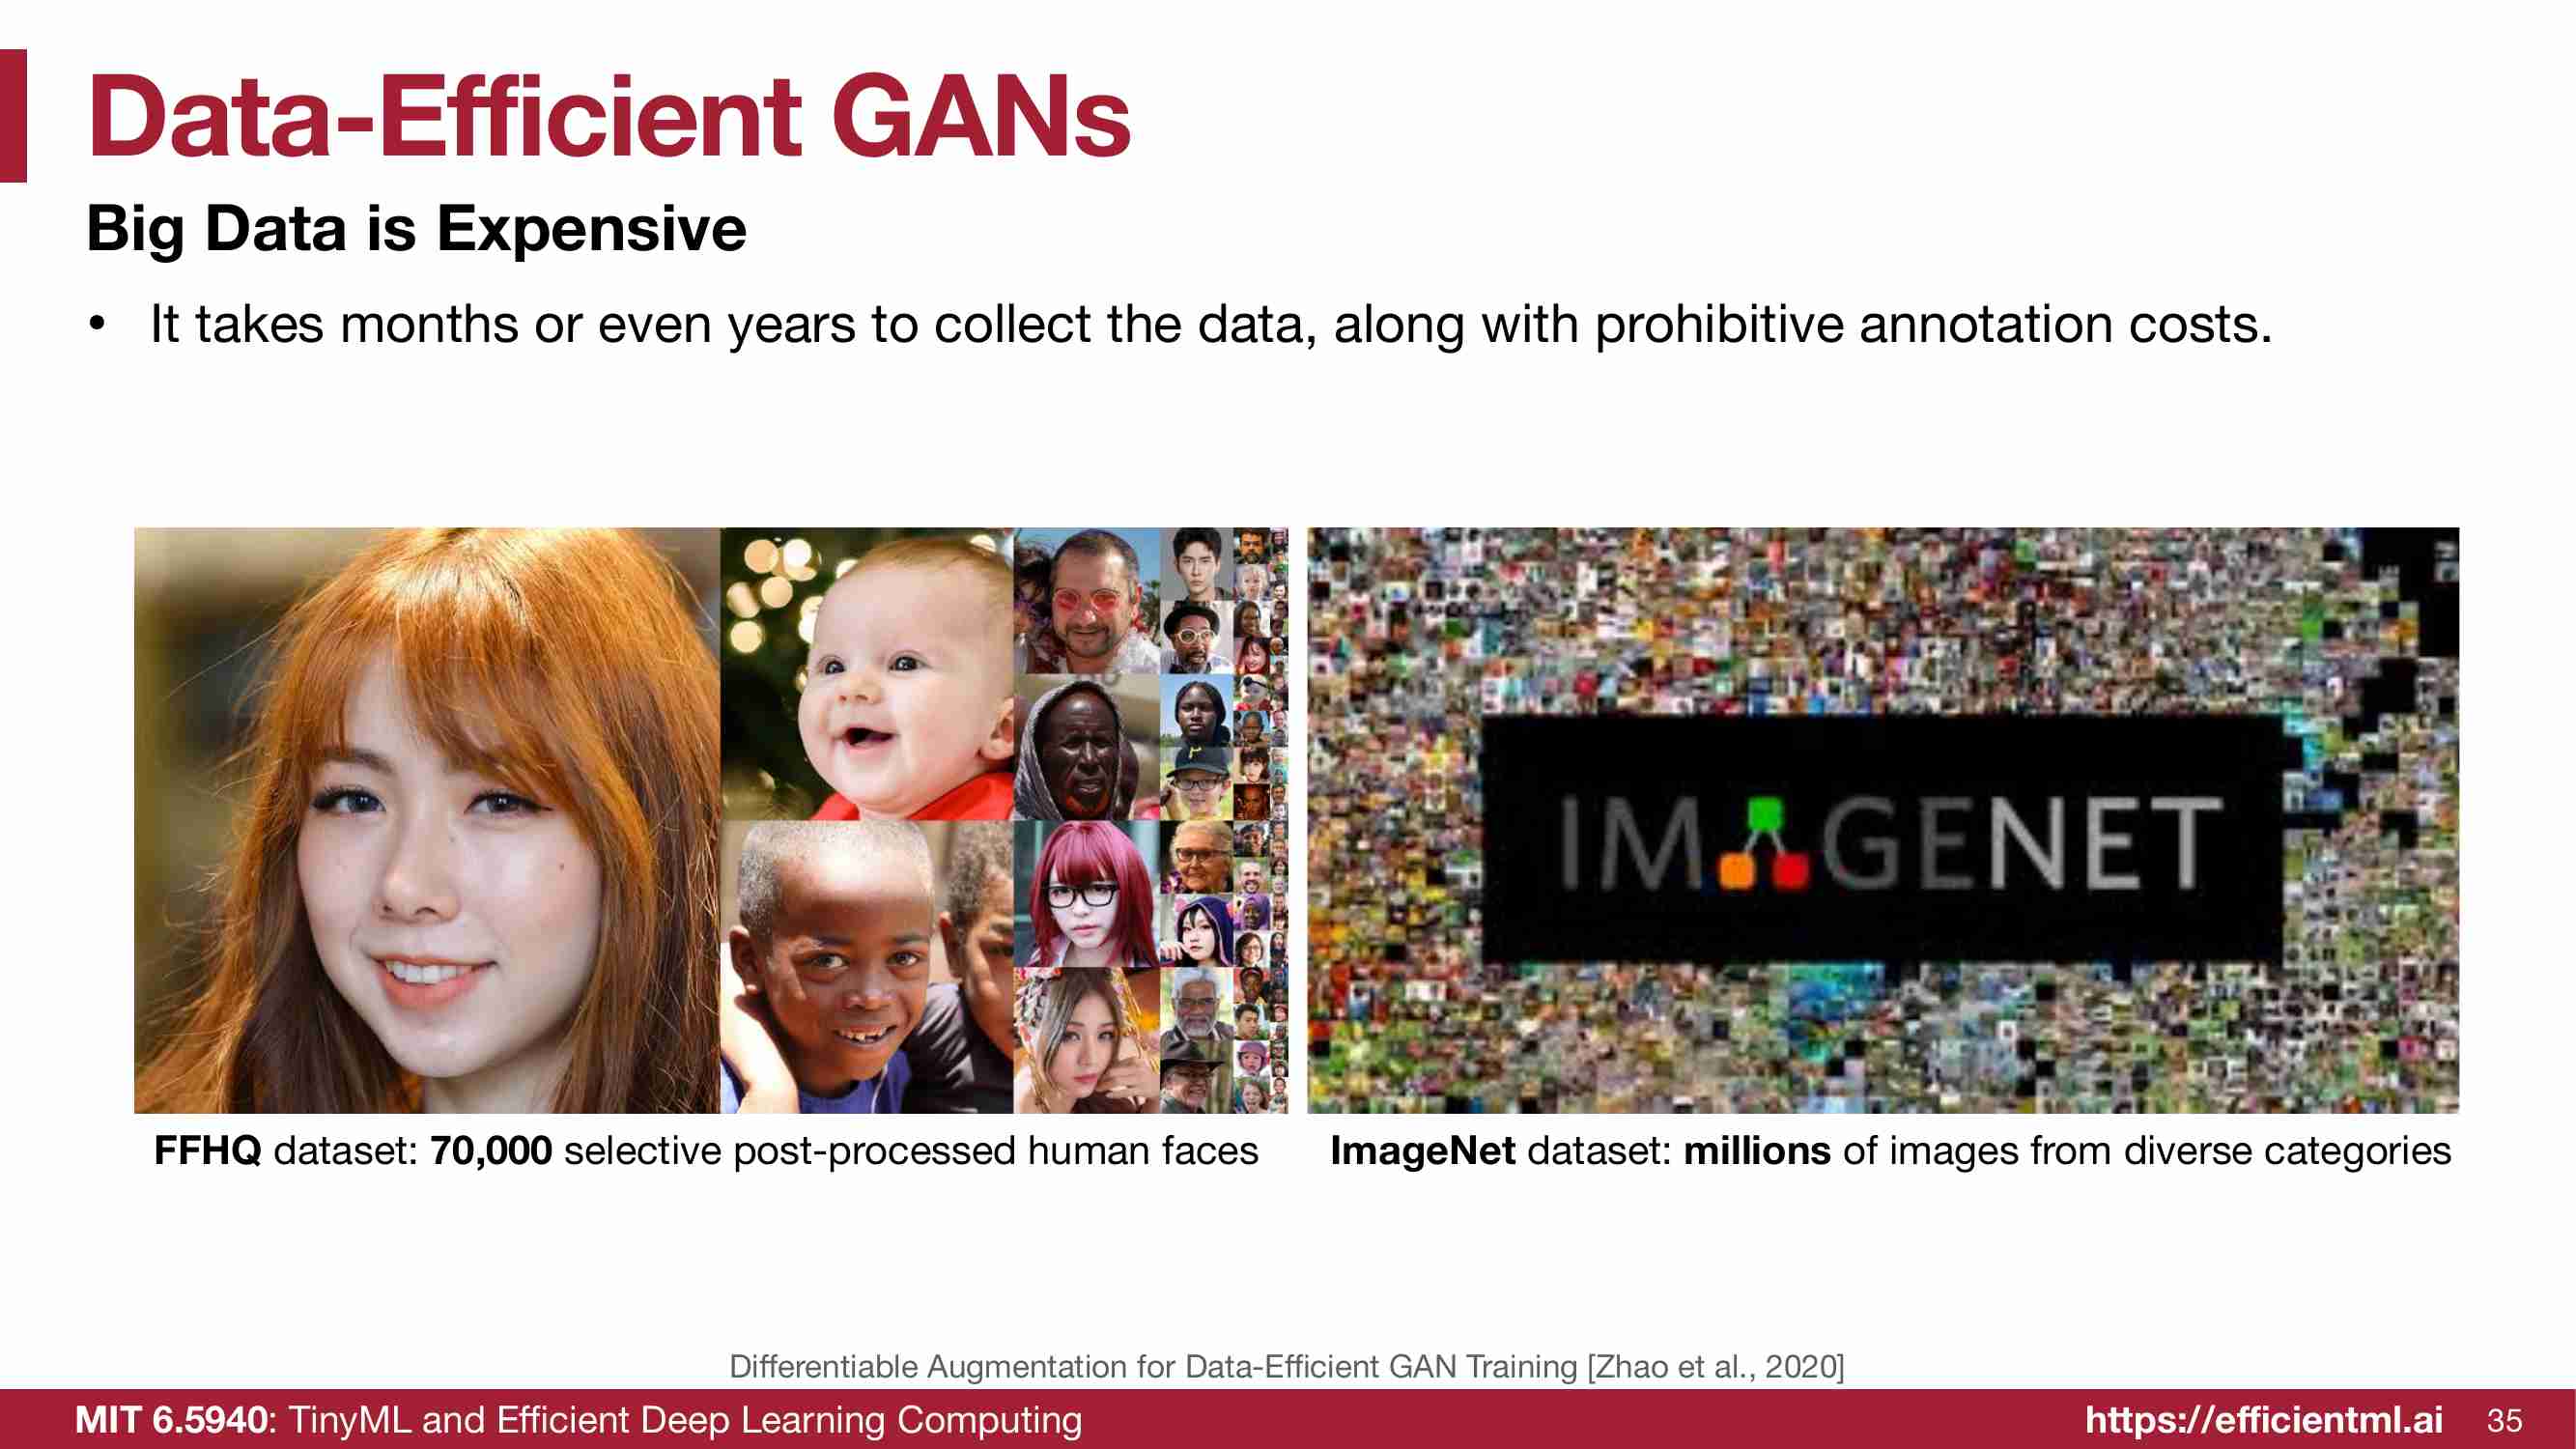 Data-Efficient GANs
Big Data is Expensive
• It takes months or even years to collect the data, along with prohibitive annotation costs.
IMAGENET
FFHQ dataset: 70,000 selective post-processed human faces
ImageNet dataset: millions of images from diverse categories
Differentiable Augmentation for Data-Efficient GAN Training [Zhao et al., 2020]
MIT 6.5940: TinyML and Efficient Deep Learning Computing
https://efficientml.ai 35